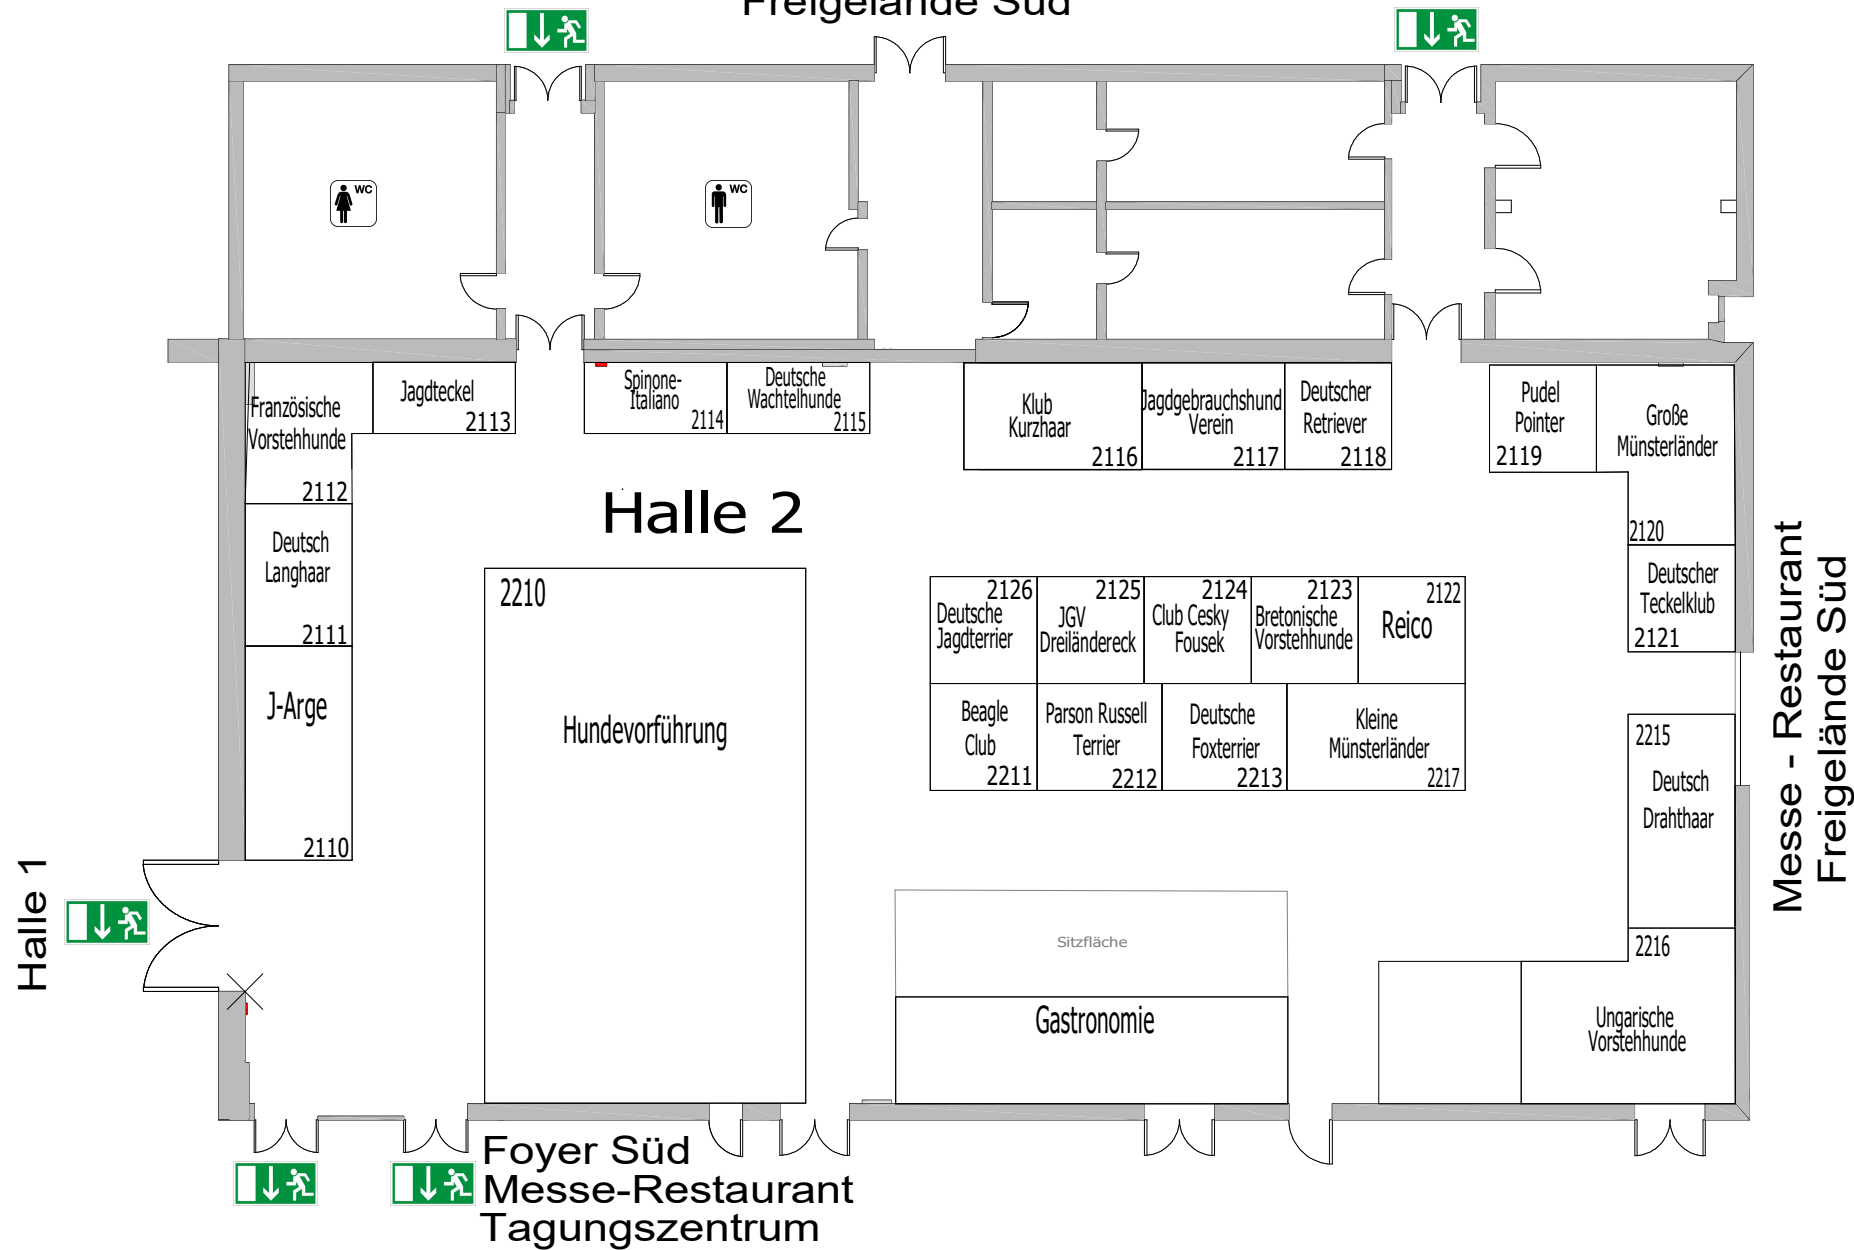 Freigelände Süd
WC
WC
Französische
Vorstehhunde
2112
Jagdteckel
2113
Spinone-
Italiano
2114
Deutsche
Wachtelhunde
2115
Klub
Kurzhaar
2116
Jagdgebrauchshund
Verein
2117
Deutscher
Retriever
2118
Pudel
Pointer
2119
Große
Münsterländer
2120
Halle 2
Deutsch
Langhaar
2111
J-Arge
2110
2210
Hundevorführung
2126
Deutsche
Jagdterrier
2125
JGV
Dreiländereck
2124
Club Cesky
Fousek
2123
Bretonische
Vorstehhunde
2122
Reico
Deutscher
Teckelklub
2121
Beagle
Club
2211
Parson Russell
Terrier
2212
Deutsche
Foxterrier
2213
Kleine
Münsterländer
2217
2215
Deutsch
Drahthaar
Messe - Restaurant
Freigelände Süd
Halle 1
Sitzfläche
Gastronomie
2216
Ungarische
Vorstehhunde
Foyer Süd
Messe-Restaurant
Tagungszentrum